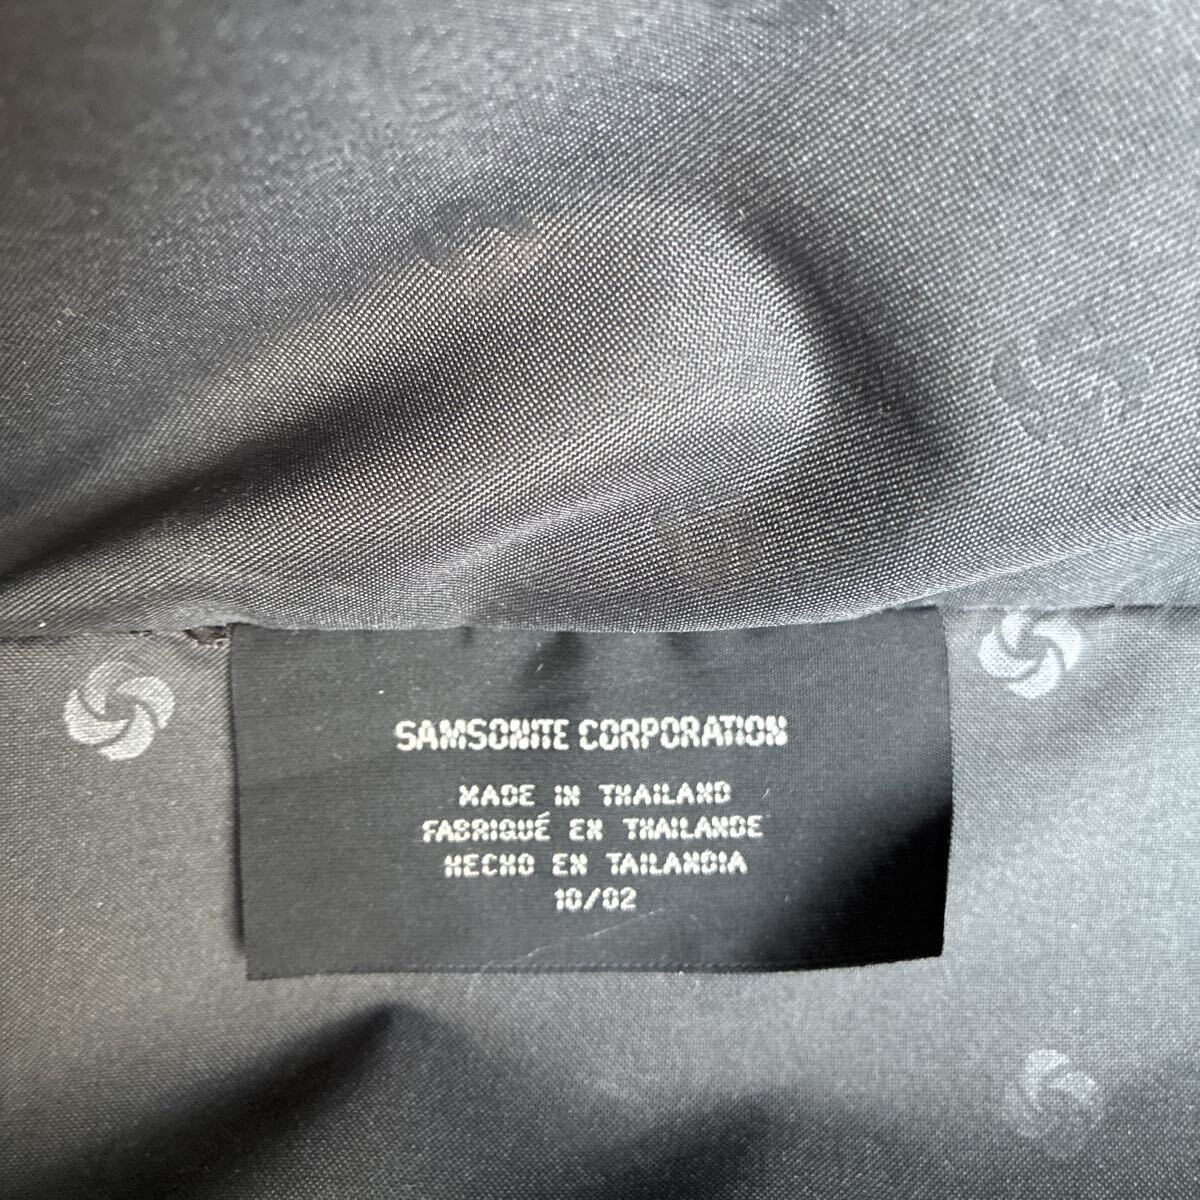 SAMSONITE CORPORATION
MADE IN THAILAND
FABRIQUÉ EN THAILANDE
HECHO EN TAILANDIA
10/02